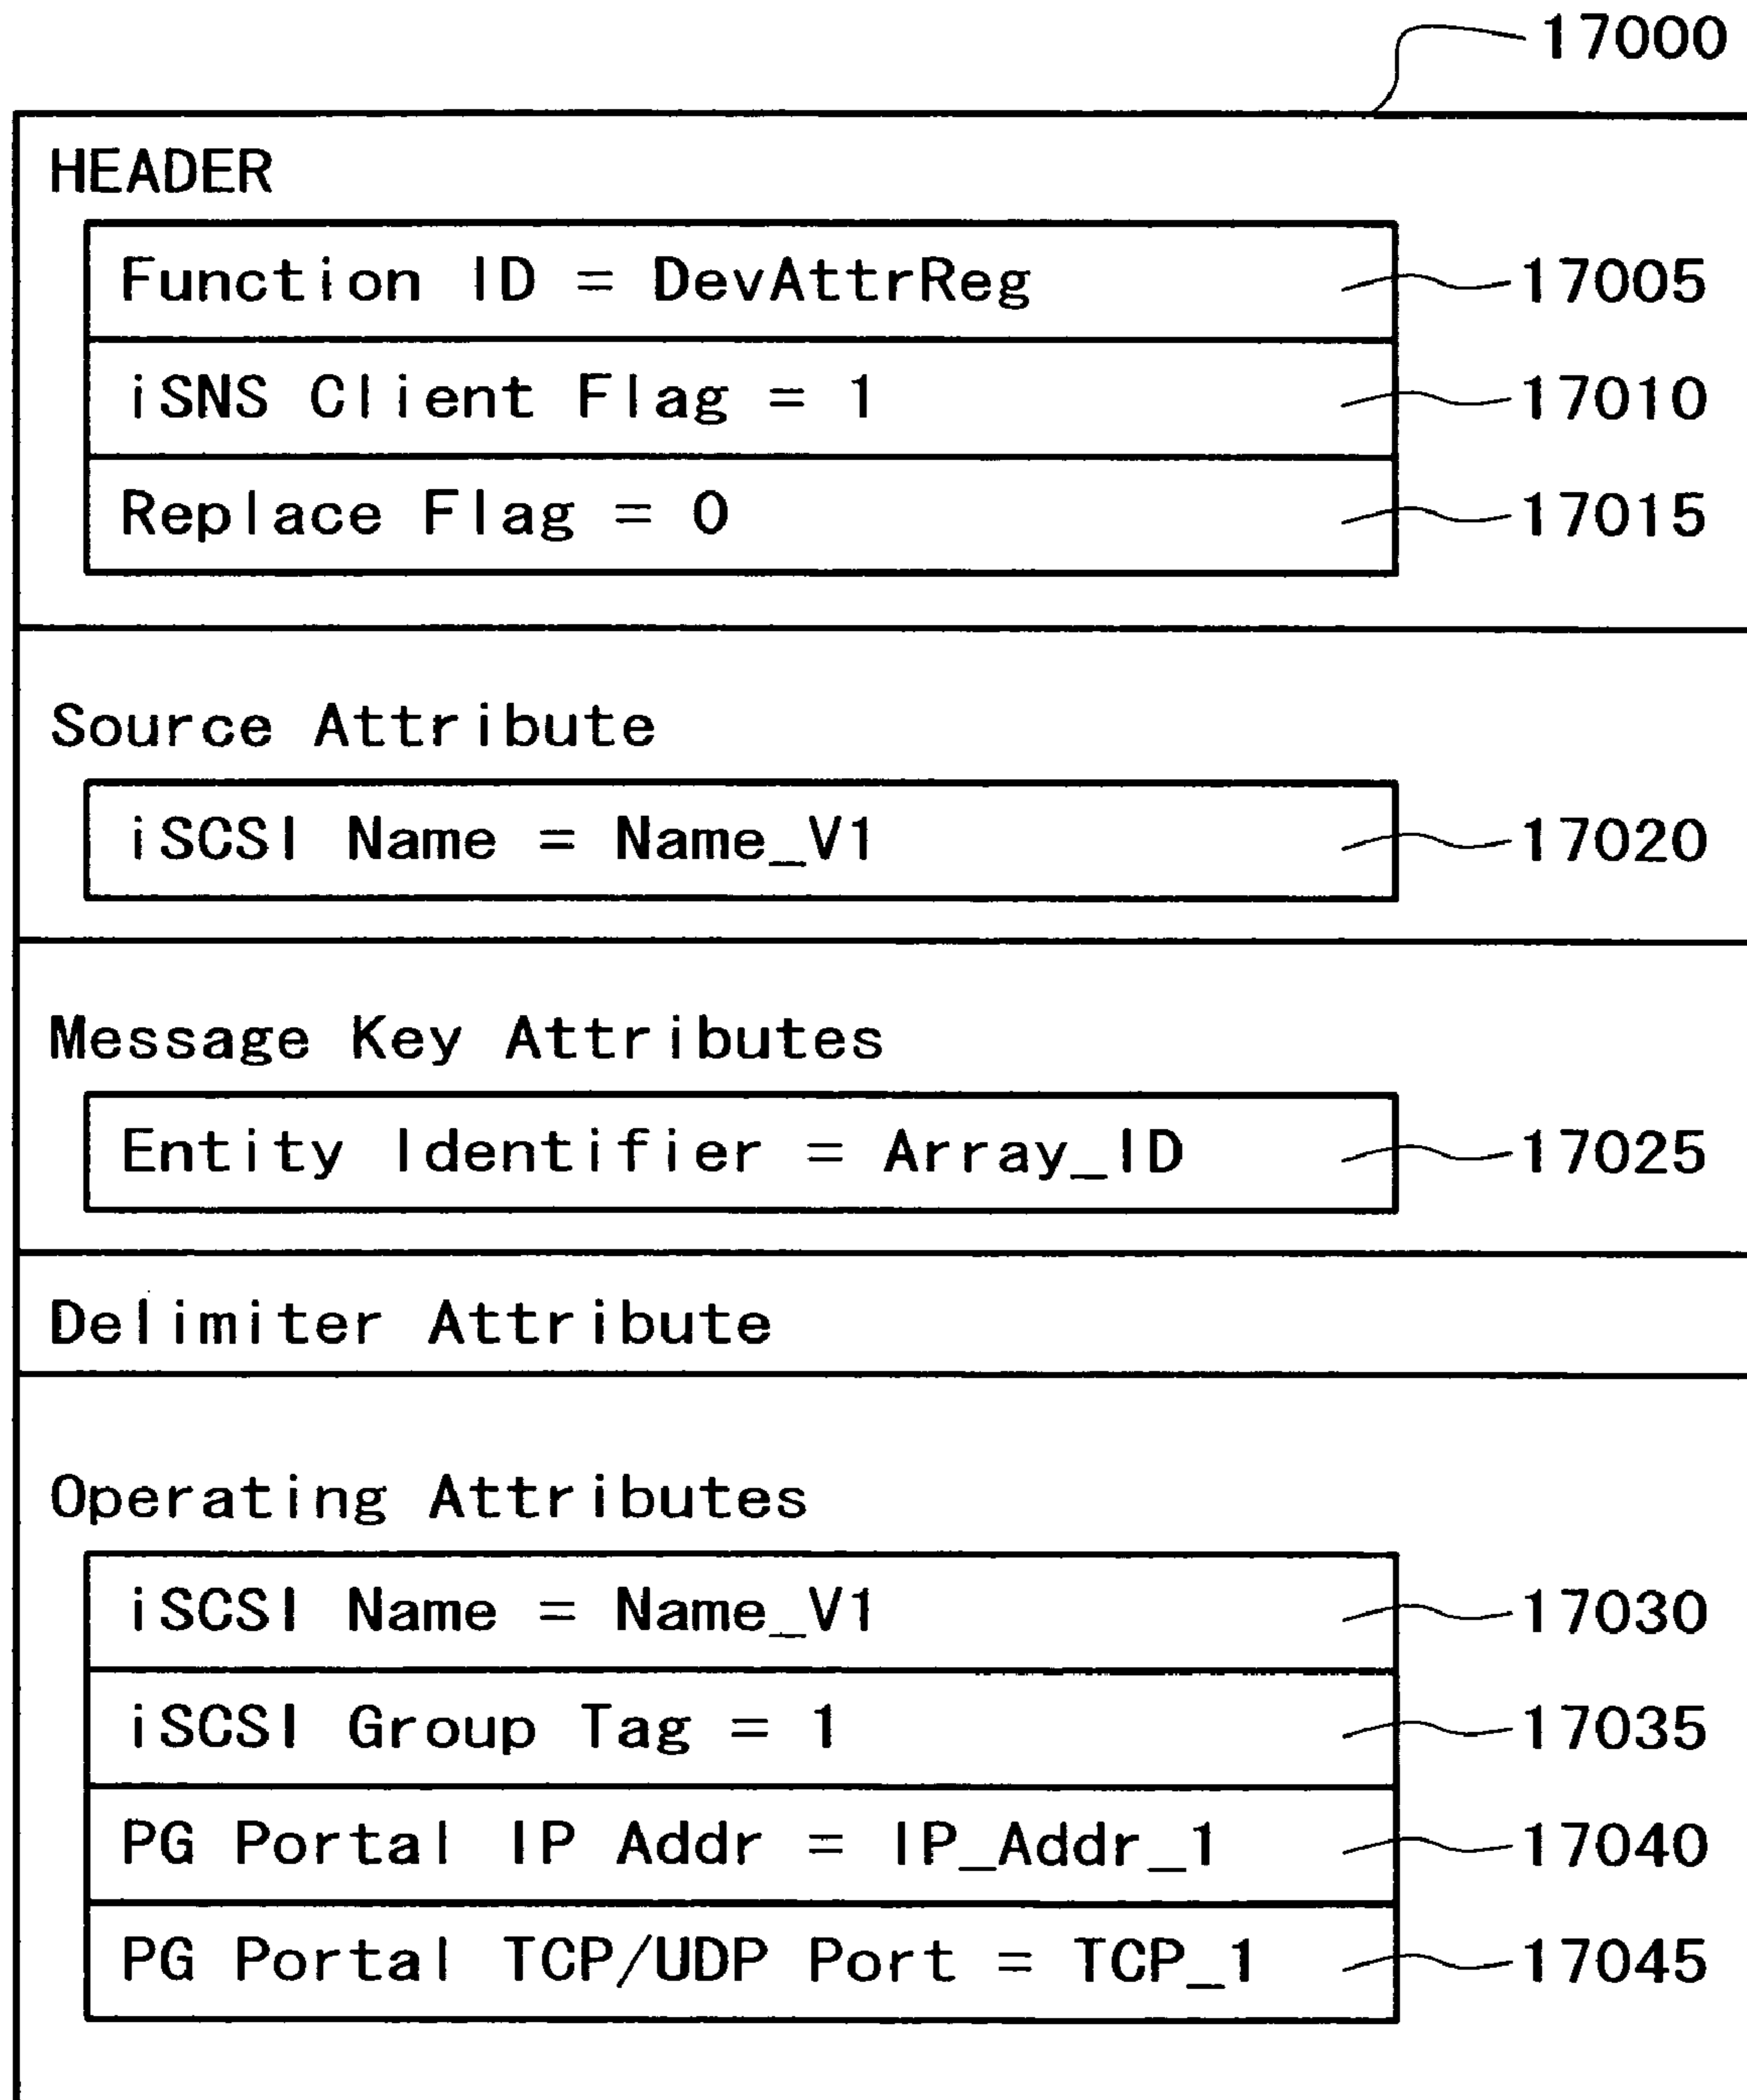 17000
HEADER
Function ID = DevAttrReg 17005
iSNS Client Flag = 1 17010
Replace Flag = 0 17015
Source Attribute
iSCSI Name = Name_V1 17020
Message Key Attributes
Entity Identifier = Array_ID 17025
Delimiter Attribute
Operating Attributes
iSCSI Name = Name_V1 17030
iSCSI Group Tag = 1 17035
PG Portal IP Addr = IP_Addr_1 17040
PG Portal TCP/UDP Port = TCP_1 17045